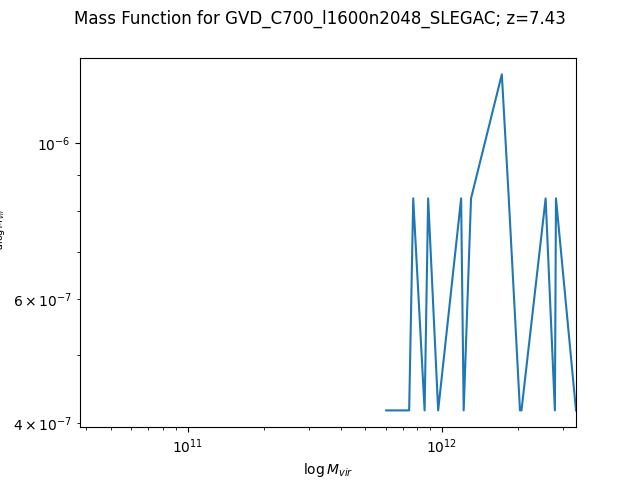 Mass Function for GVD_C700_l1600n2048_SLEGAC; z=7.43
10⁻⁶
6 × 10⁻⁷
4 × 10⁻⁷
10¹¹
10¹²
log M_vir